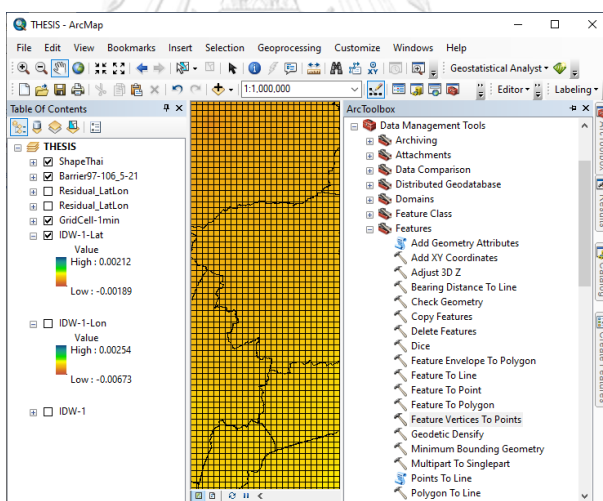 THESIS - ArcMap
File Edit View Bookmarks Insert Selection Geoprocessing Customize Windows Help
Geostatistical Analyst
1:1,000,000 Editor Labeling
Table Of Contents
THESIS
ShapeThai
Barrier97-106_5-21
Residual_LatLon
Residual_LatLon
GridCell-1min
IDW-1-Lat
Value
High : 0.00212
Low : -0.00189
IDW-1-Lon
Value
High : 0.00254
Low : -0.00673
IDW-1
ArcToolbox
Data Management Tools
Archiving
Attachments
Data Comparison
Distributed Geodatabase
Domains
Feature Class
Features
Add Geometry Attributes
Add XY Coordinates
Adjust 3D Z
Bearing Distance To Line
Check Geometry
Copy Features
Delete Features
Dice
Feature Envelope To Polygon
Feature To Line
Feature To Point
Feature To Polygon
Feature Vertices To Points
Geodetic Densify
Minimum Bounding Geometry
Multipart To Singlepart
Points To Line
Polygon To Line